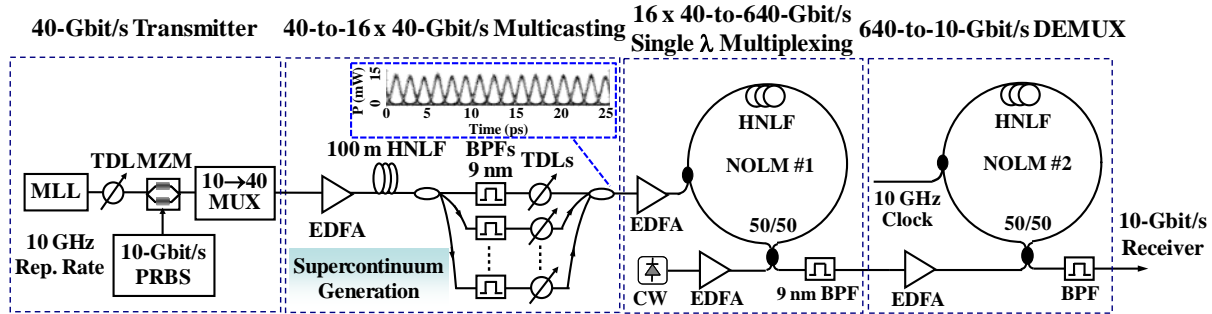 40-Gbit/s Transmitter
40-to-16 x 40-Gbit/s Multicasting
16 x 40-to-640-Gbit/s
Single λ Multiplexing
640-to-10-Gbit/s DEMUX
P (mW)
15
0
0 5 10 15 20 25
Time (ps)
100 m HNLF
BPFs
9 nm
TDLs
TDL MZM
MLL
10→40
MUX
10 GHz
Rep. Rate
10-Gbit/s
PRBS
EDFA
Supercontinuum
Generation
HNLF
NOLM #1
EDFA
50/50
CW
EDFA
9 nm BPF
HNLF
NOLM #2
10 GHz
Clock
50/50
EDFA
BPF
10-Gbit/s
Receiver